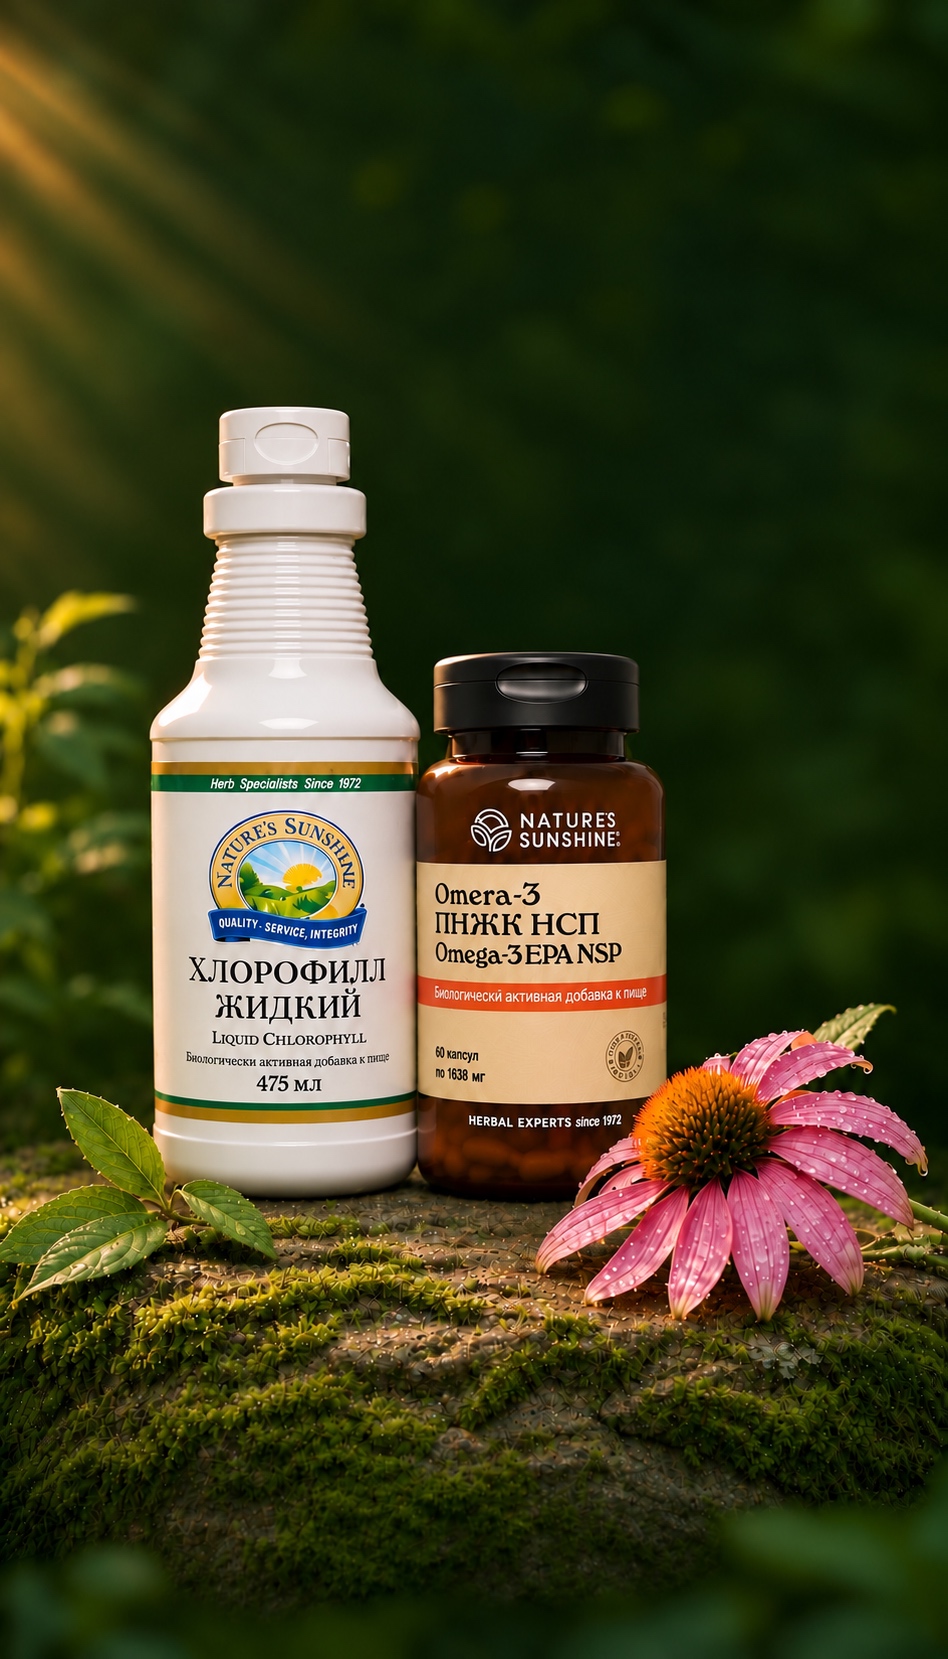 Herb Specialists Since 1972
NATURE'S SUNSHINE
QUALITY · SERVICE, INTEGRITY
ХЛОРОФИЛЛ
ЖИДКИЙ
LIQUID CHLOROPHYLL
Биологически активная добавка к пище
475 мл
NATURE'S
SUNSHINE
Omera-3
ПНЖК НСП
Omega-3 EPA NSP
Биологическй активная добавка к пище
60 капсул
по 1638 мг
HERBAL EXPERTS since 1972